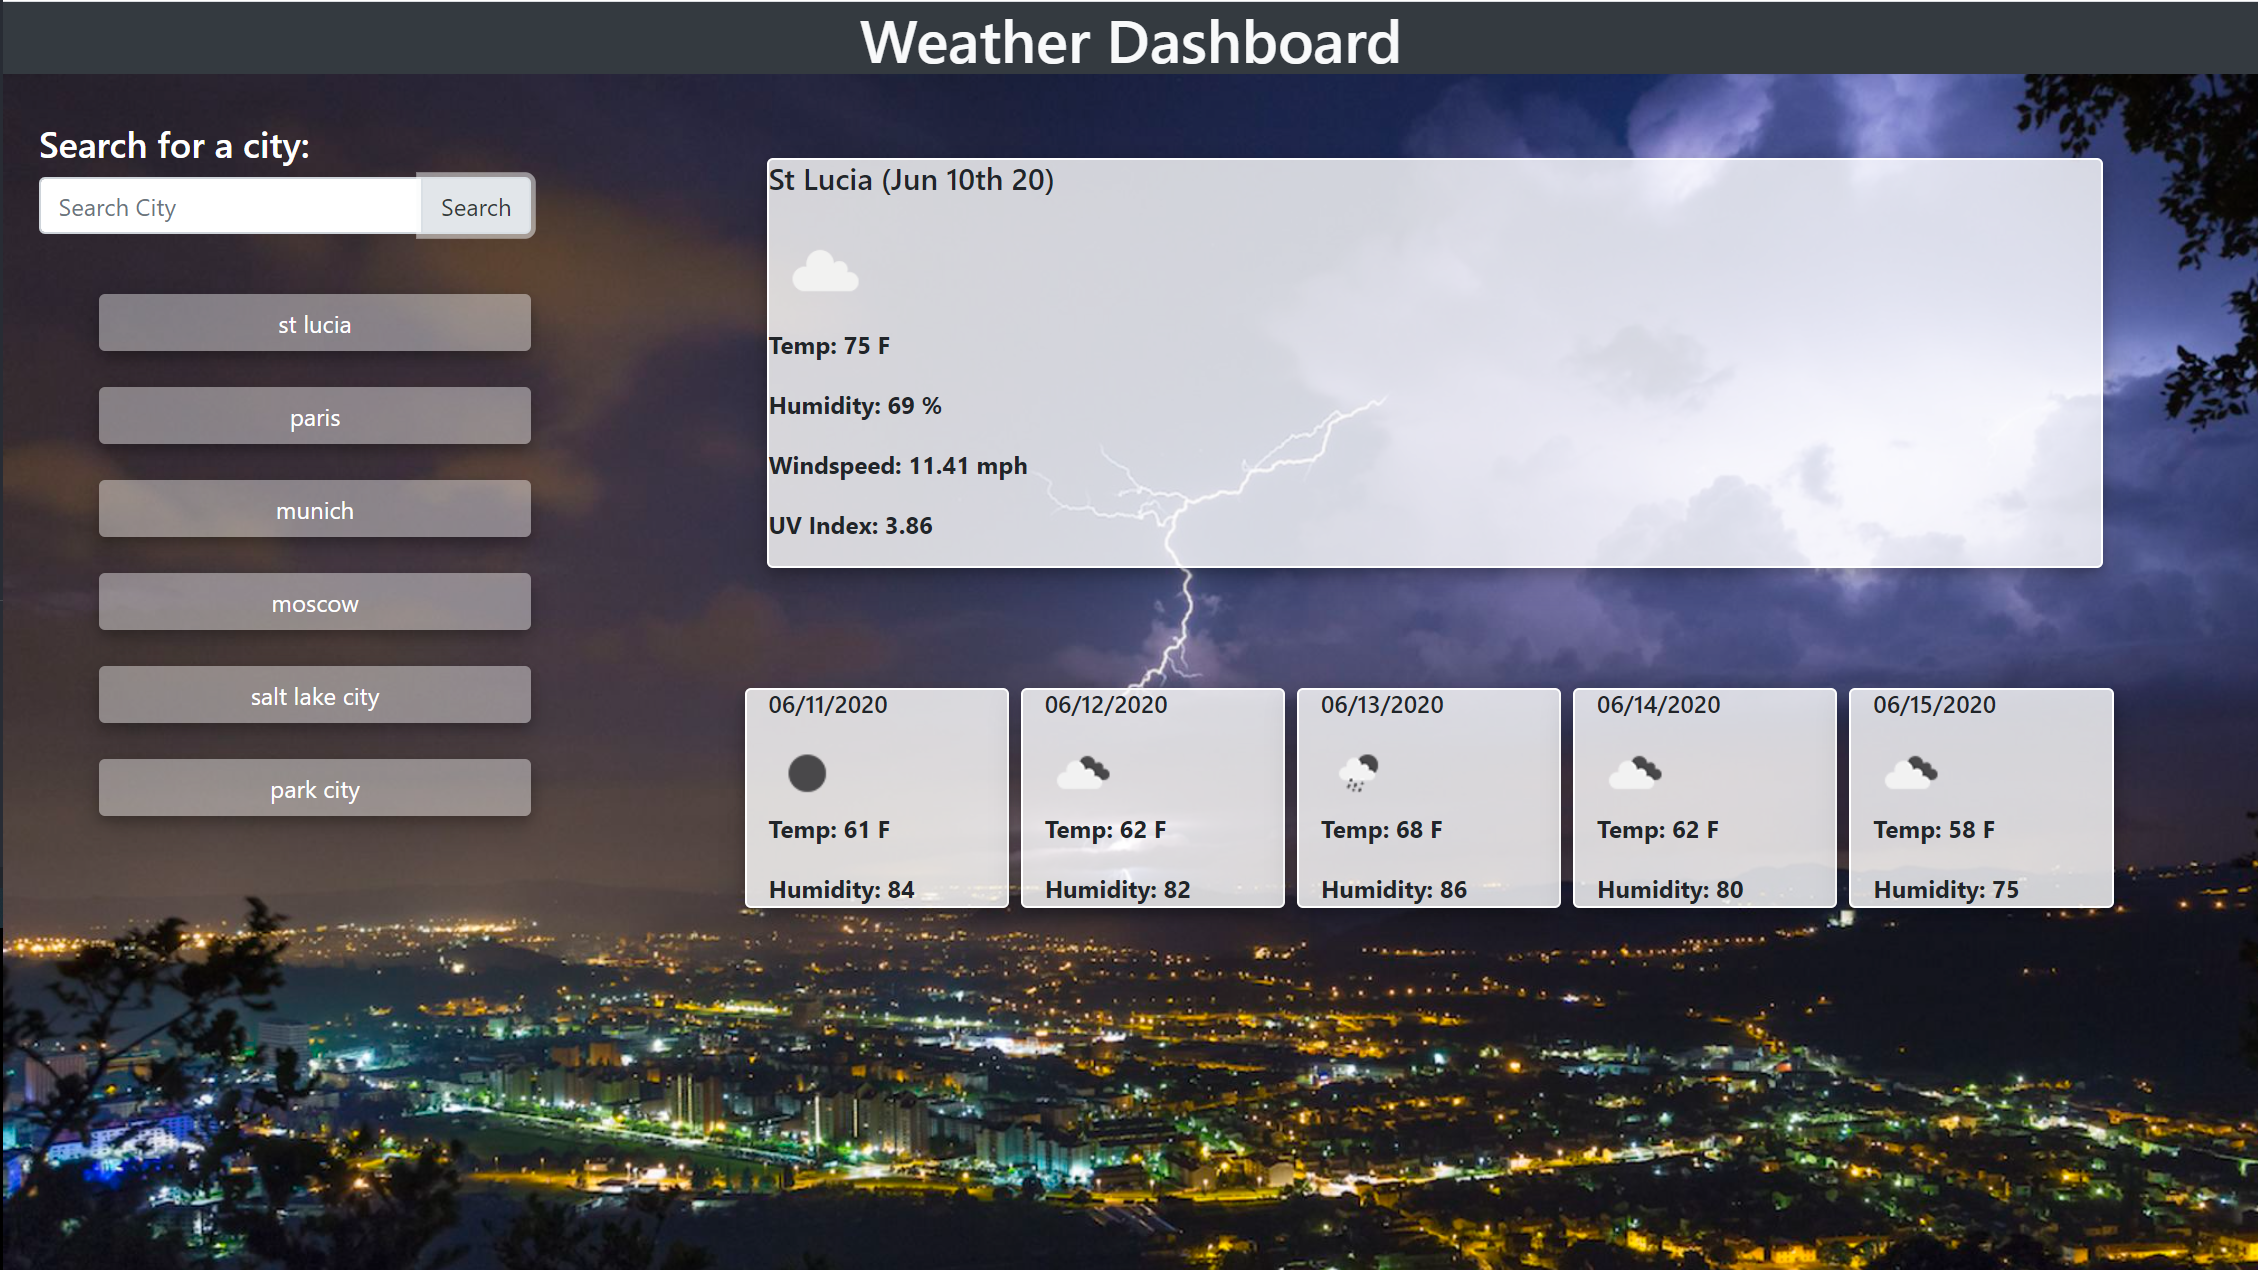 Weather Dashboard
Search for a city:
Search City
Search
st lucia
paris
munich
moscow
salt lake city
park city
St Lucia (Jun 10th 20)
Temp: 75 F
Humidity: 69 %
Windspeed: 11.41 mph
UV Index: 3.86
06/11/2020
Temp: 61 F
Humidity: 84
06/12/2020
Temp: 62 F
Humidity: 82
06/13/2020
Temp: 68 F
Humidity: 86
06/14/2020
Temp: 62 F
Humidity: 80
06/15/2020
Temp: 58 F
Humidity: 75